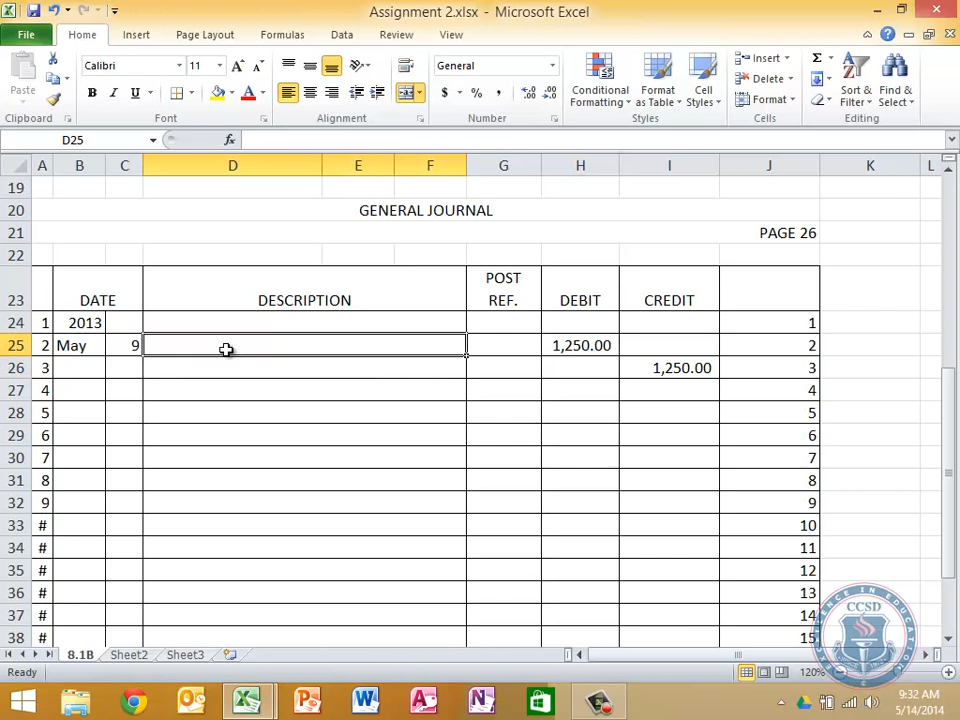 Assignment 2.xlsx - Microsoft Excel
File Home Insert Page Layout Formulas Data Review View
Calibri 11 General Insert
Paste B I U $ % , Conditional Formatting Format as Table Cell Styles Delete Format Sort & Filter Find & Select
Clipboard Font Alignment Number Styles Cells Editing
D25 fx
A B C D E F G H I J K L
19
20 GENERAL JOURNAL
21 PAGE 26
22
23 DATE DESCRIPTION POST REF. DEBIT CREDIT
24 1 2013 1
25 2 May 9 1,250.00 2
26 3 1,250.00 3
27 4 4
28 5 5
29 6 6
30 7 7
31 8 8
32 9 9
33 # 10
34 # 11
35 # 12
36 # 13
37 # 14
38 # 15
CCSD
8.1B Sheet2 Sheet3
Ready 120%
9:32 AM
5/14/2014